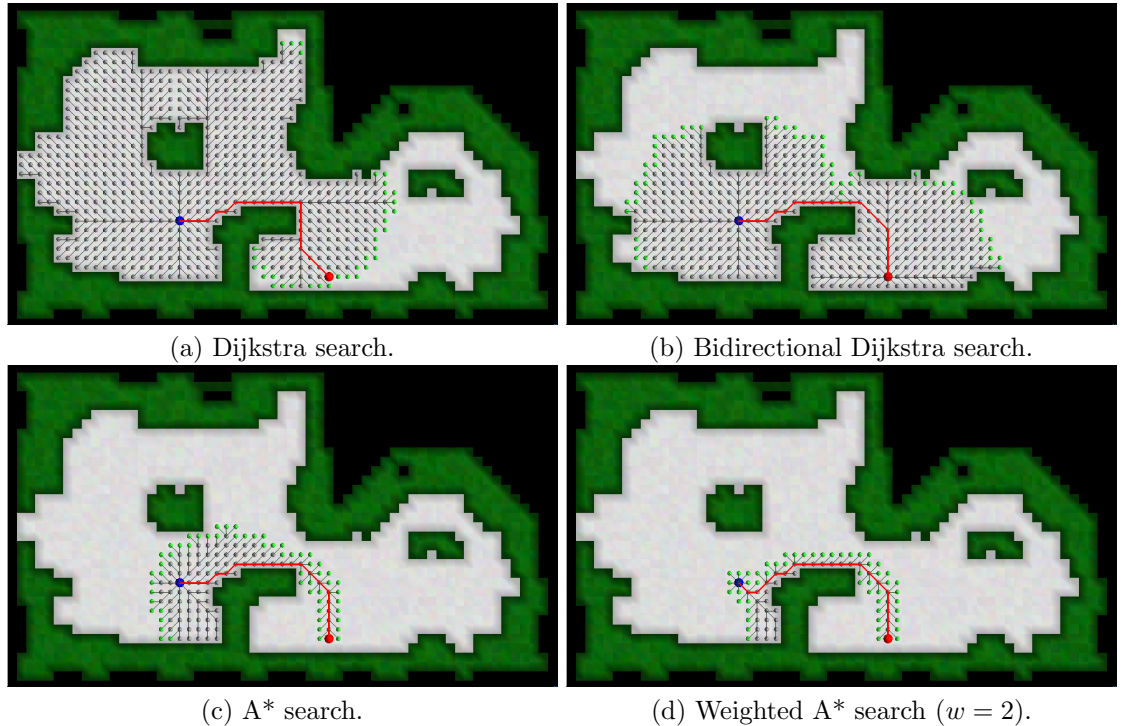 (a) Dijkstra search.
(b) Bidirectional Dijkstra search.
(c) A* search.
(d) Weighted A* search (w = 2).